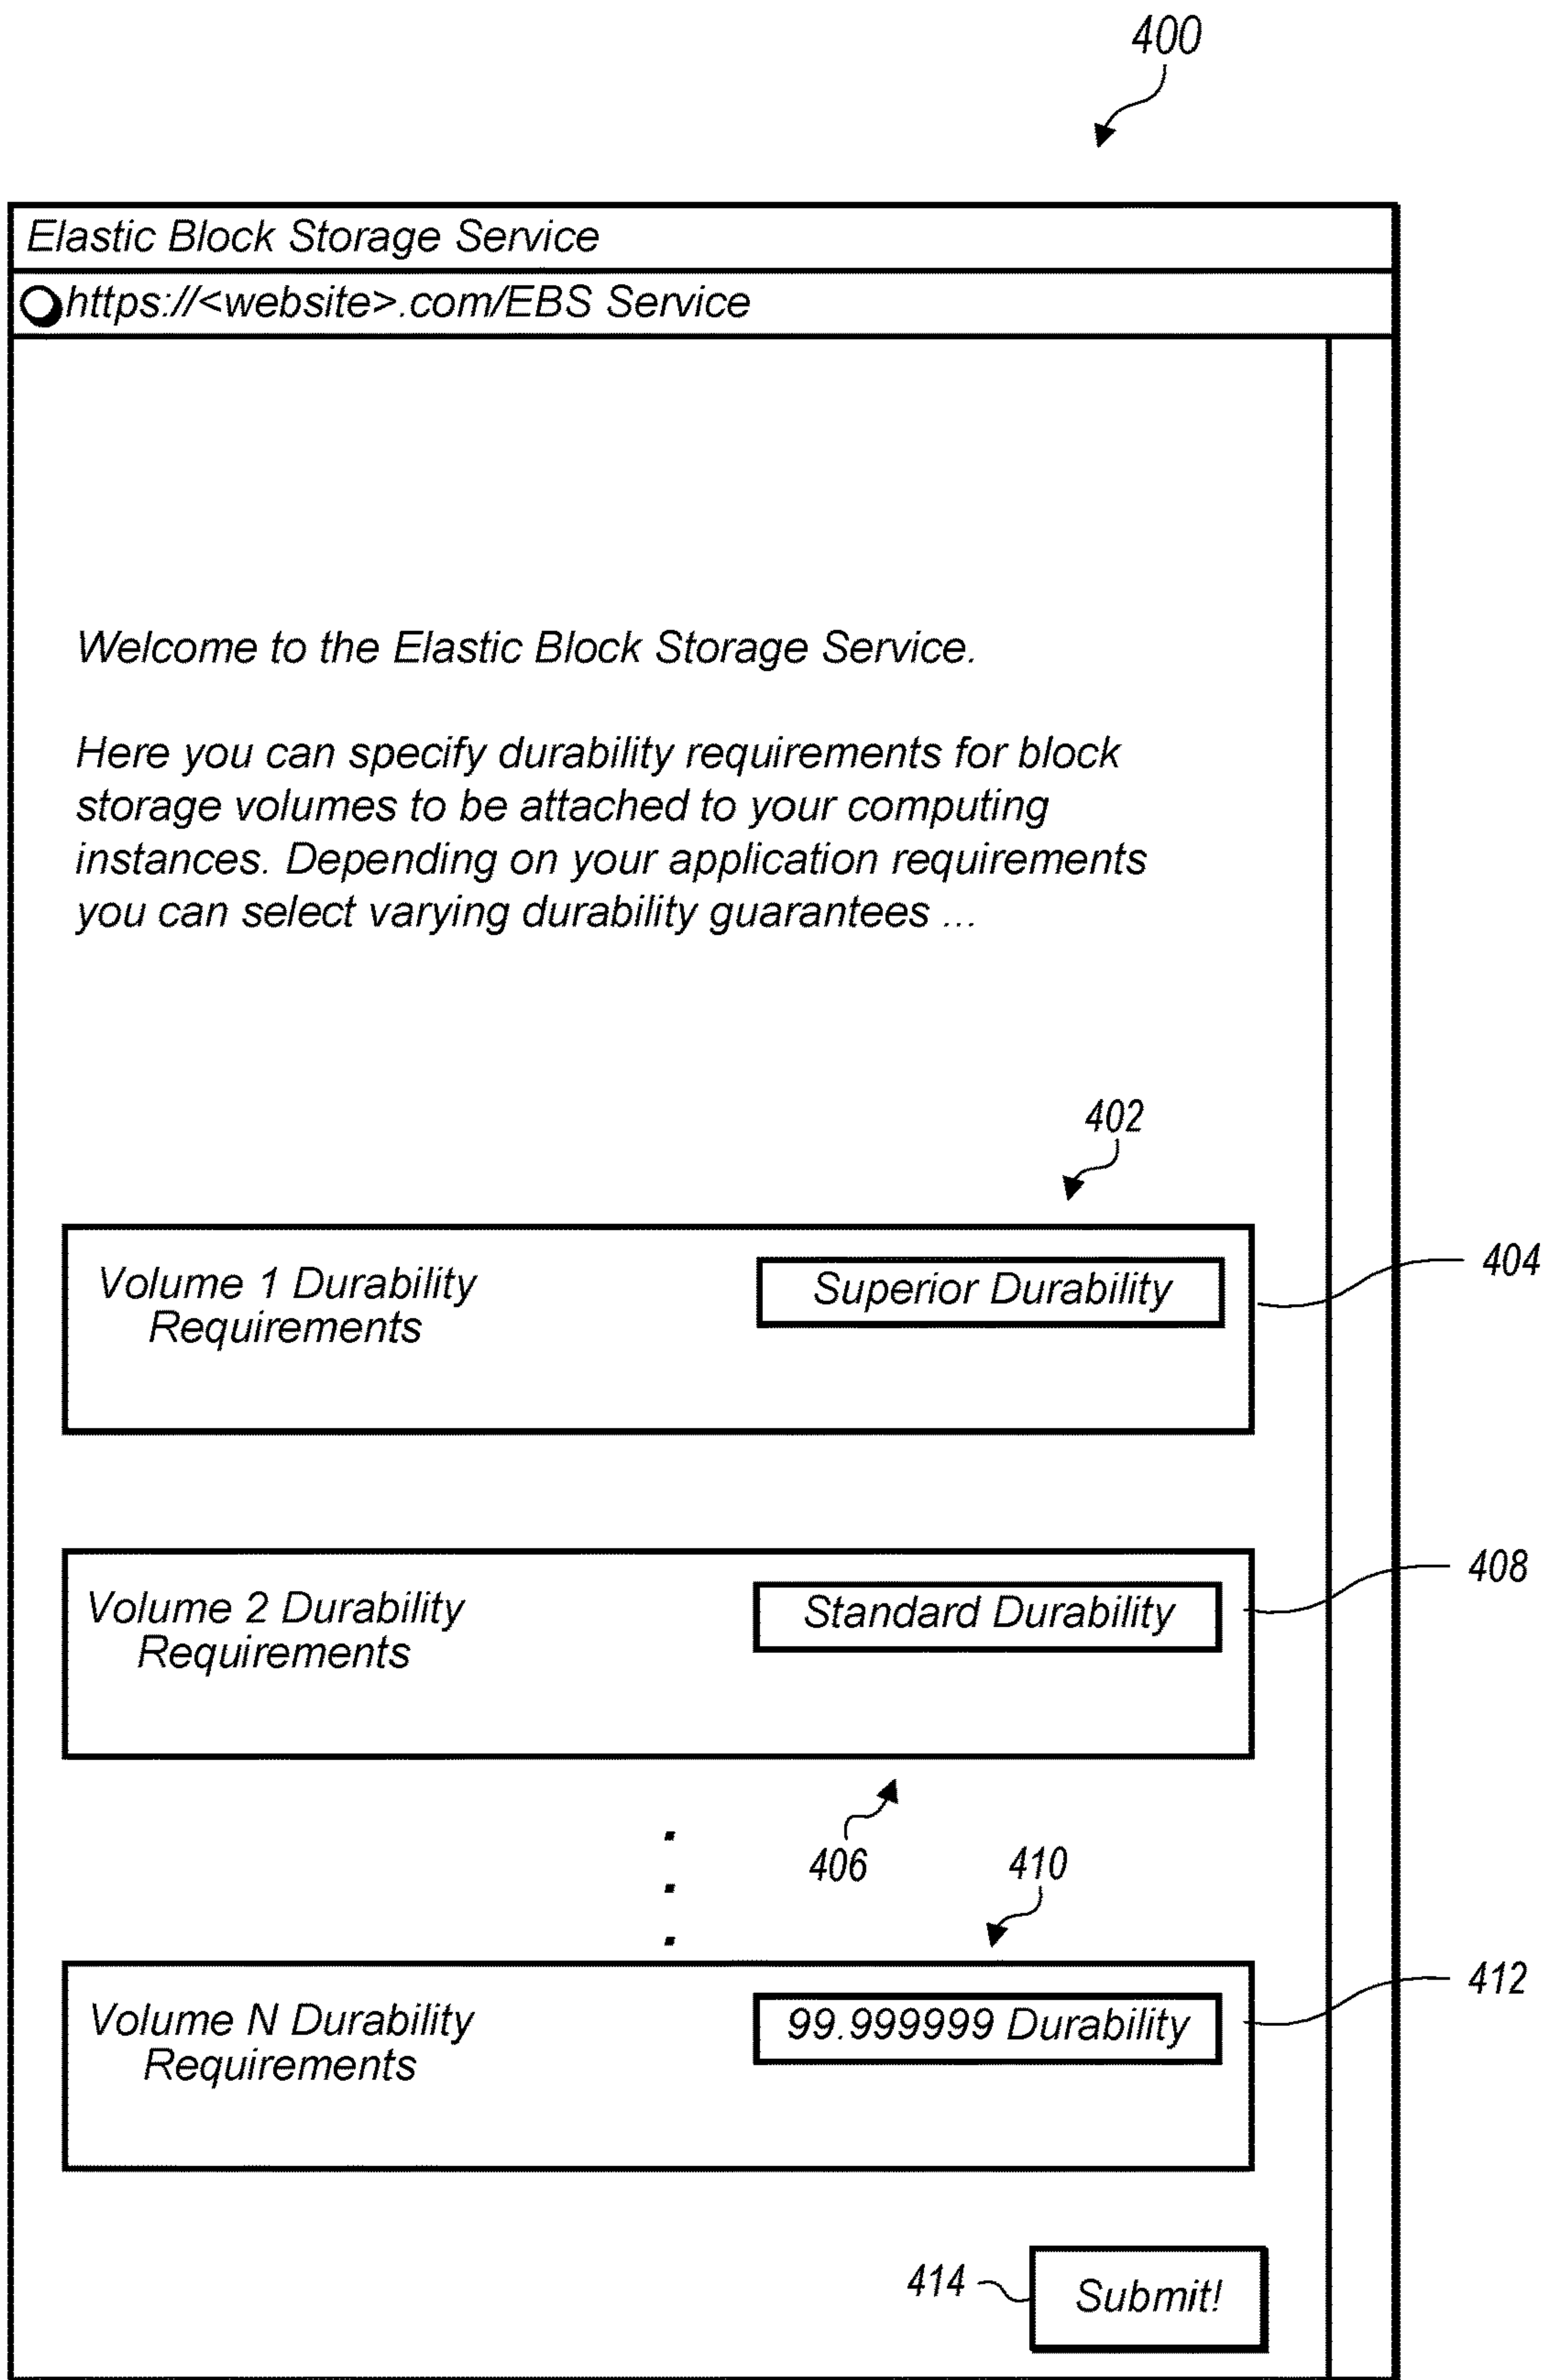 400
Elastic Block Storage Service
https://<website>.com/EBS Service
Welcome to the Elastic Block Storage Service.
Here you can specify durability requirements for block
storage volumes to be attached to your computing
instances. Depending on your application requirements
you can select varying durability guarantees ...
402
Volume 1 Durability
Requirements
Superior Durability
404
Volume 2 Durability
Requirements
Standard Durability
408
406
410
Volume N Durability
Requirements
99.999999 Durability
412
414
Submit!